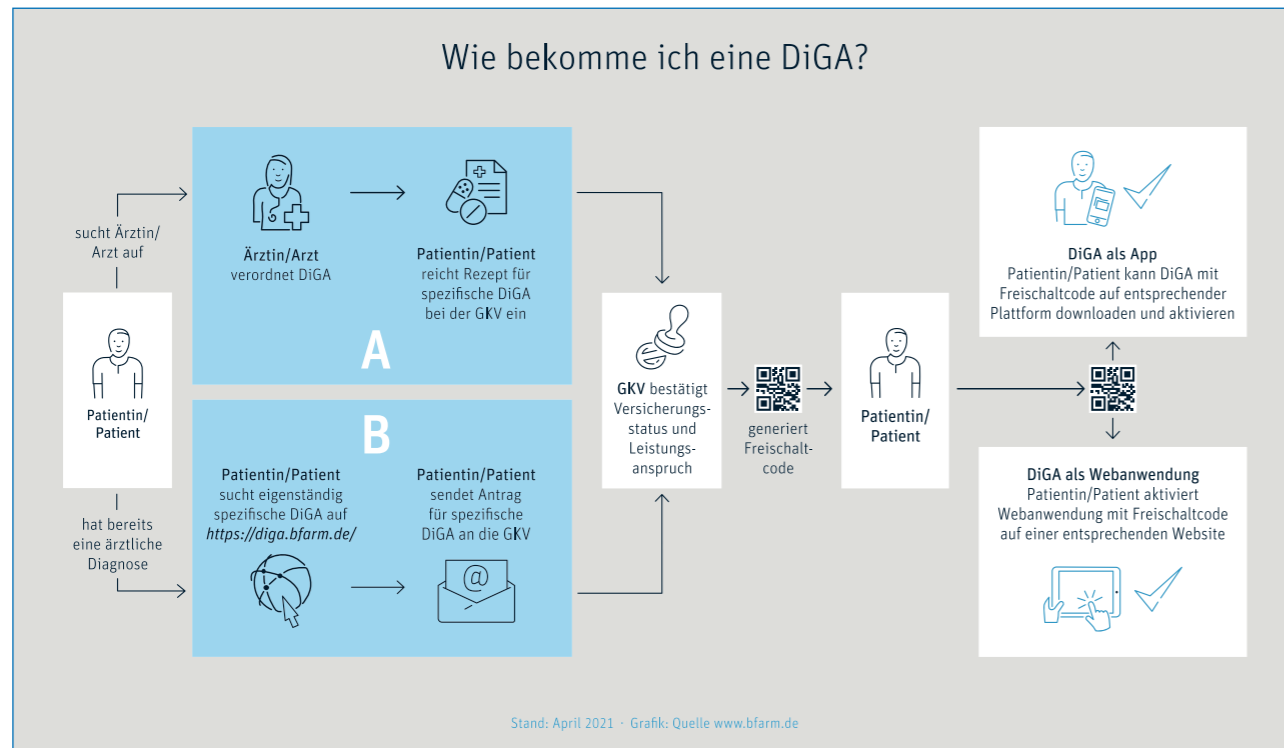 Wie bekomme ich eine DiGA?
sucht Ärztin/
Arzt auf
Patientin/
Patient
hat bereits
eine ärztliche
Diagnose
Ärztin/Arzt
verordnet DiGA
Patientin/Patient
reicht Rezept für
spezifische DiGA
bei der GKV ein
A
B
Patientin/Patient
sucht eigenständig
spezifische DiGA auf
https://diga.bfarm.de/
Patientin/Patient
sendet Antrag
für spezifische
DiGA an die GKV
@
GKV bestätigt
Versicherungs-
status und
Leistungs-
anspruch
generiert
Freischalt-
code
Patientin/
Patient
DiGA als App
Patientin/Patient kann DiGA mit
Freischaltcode auf entsprechender
Plattform downloaden und aktivieren
DiGA als Webanwendung
Patientin/Patient aktiviert
Webanwendung mit Freischaltcode
auf einer entsprechenden Website
Stand: April 2021 · Grafik: Quelle www.bfarm.de